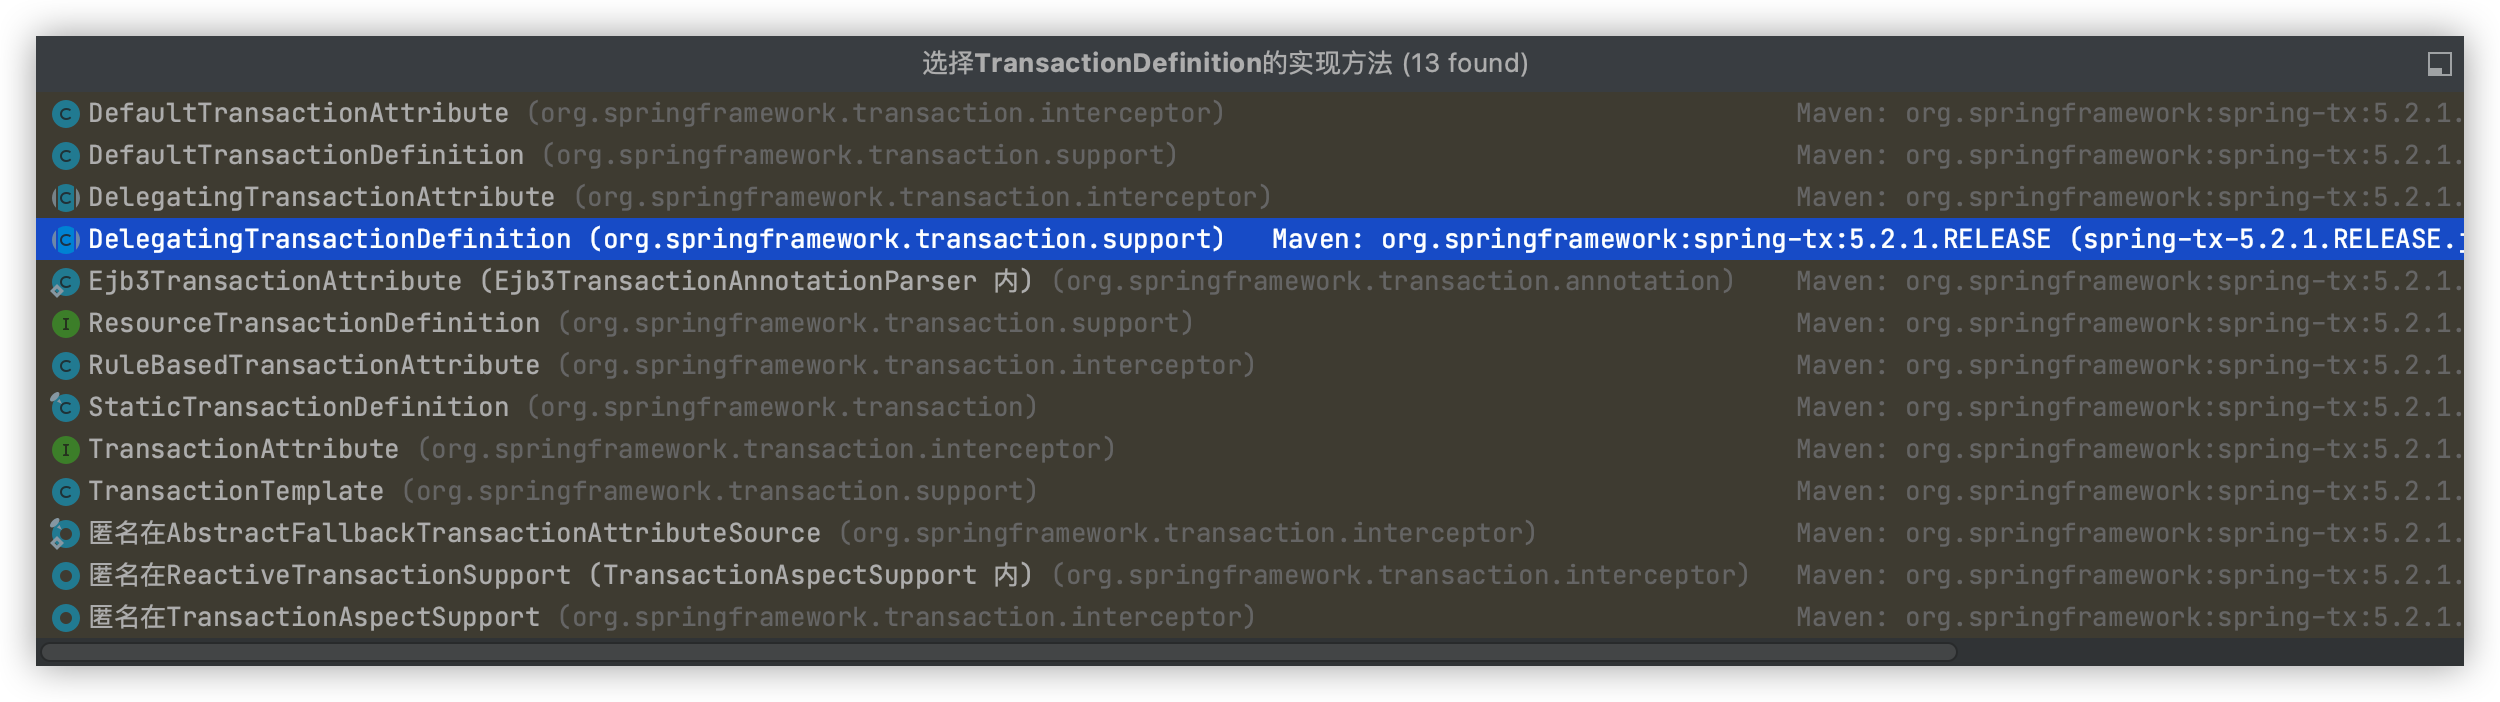 选择TransactionDefinition的实现方法 (13 found)
DefaultTransactionAttribute (org.springframework.transaction.interceptor) Maven: org.springframework:spring-tx:5.2.1.
DefaultTransactionDefinition (org.springframework.transaction.support) Maven: org.springframework:spring-tx:5.2.1.
DelegatingTransactionAttribute (org.springframework.transaction.interceptor) Maven: org.springframework:spring-tx:5.2.1.
DelegatingTransactionDefinition (org.springframework.transaction.support) Maven: org.springframework:spring-tx:5.2.1.RELEASE (spring-tx-5.2.1.RELEASE.j
Ejb3TransactionAttribute (Ejb3TransactionAnnotationParser 内) (org.springframework.transaction.annotation) Maven: org.springframework:spring-tx:5.2.1.
ResourceTransactionDefinition (org.springframework.transaction.support) Maven: org.springframework:spring-tx:5.2.1.
RuleBasedTransactionAttribute (org.springframework.transaction.interceptor) Maven: org.springframework:spring-tx:5.2.1.
StaticTransactionDefinition (org.springframework.transaction) Maven: org.springframework:spring-tx:5.2.1.
TransactionAttribute (org.springframework.transaction.interceptor) Maven: org.springframework:spring-tx:5.2.1.
TransactionTemplate (org.springframework.transaction.support) Maven: org.springframework:spring-tx:5.2.1.
匿名在AbstractFallbackTransactionAttributeSource (org.springframework.transaction.interceptor) Maven: org.springframework:spring-tx:5.2.1.
匿名在ReactiveTransactionSupport (TransactionAspectSupport 内) (org.springframework.transaction.interceptor) Maven: org.springframework:spring-tx:5.2.1.
匿名在TransactionAspectSupport (org.springframework.transaction.interceptor) Maven: org.springframework:spring-tx:5.2.1.